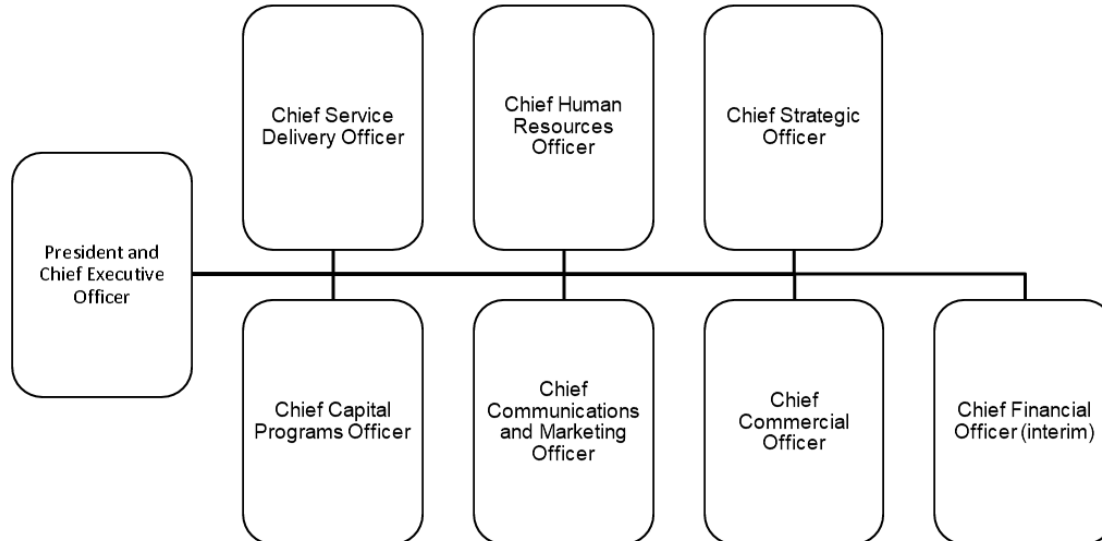 Chief Service
Delivery Officer
Chief Human
Resources
Officer
Chief Strategic
Officer
President and
Chief Executive
Officer
Chief Capital
Programs Officer
Chief
Communications
and Marketing
Officer
Chief
Commercial
Officer
Chief Financial
Officer (interim)